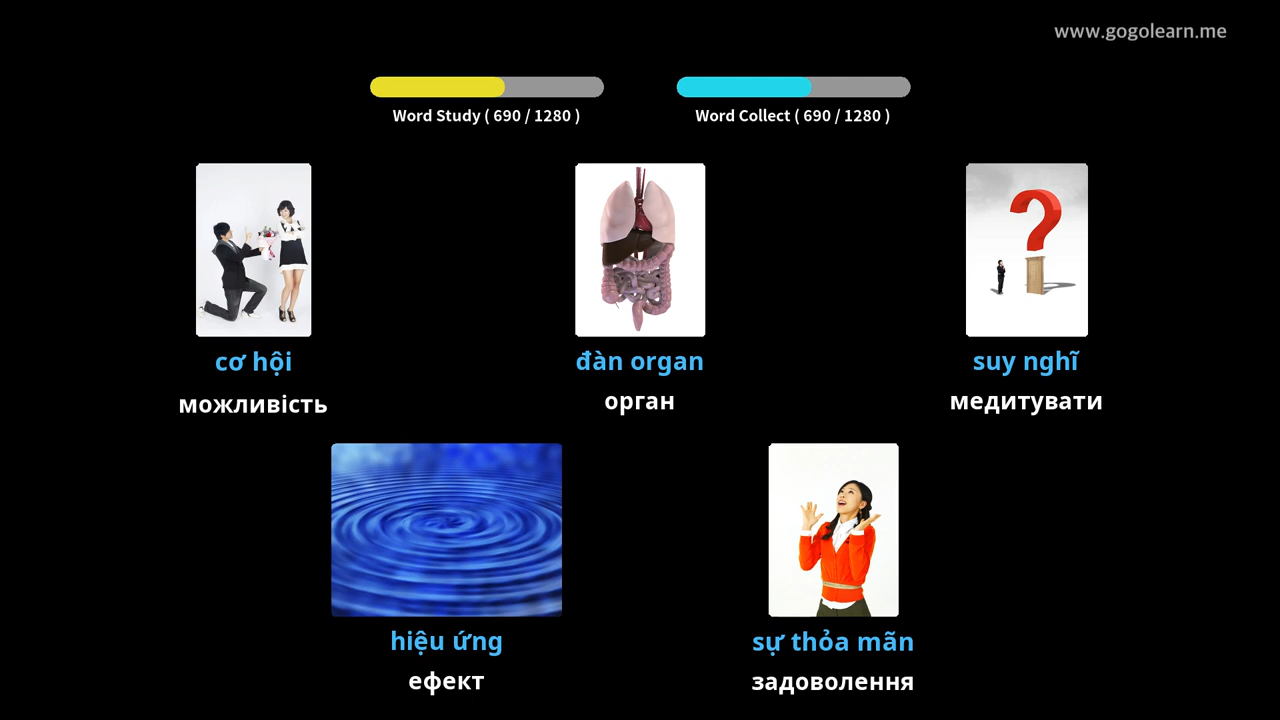 www.gogolearn.me
Word Study ( 690 / 1280 )
Word Collect ( 690 / 1280 )
cơ hội
можливість
đàn organ
орган
suy nghĩ
медитувати
hiệu ứng
ефект
sự thỏa mãn
задоволення